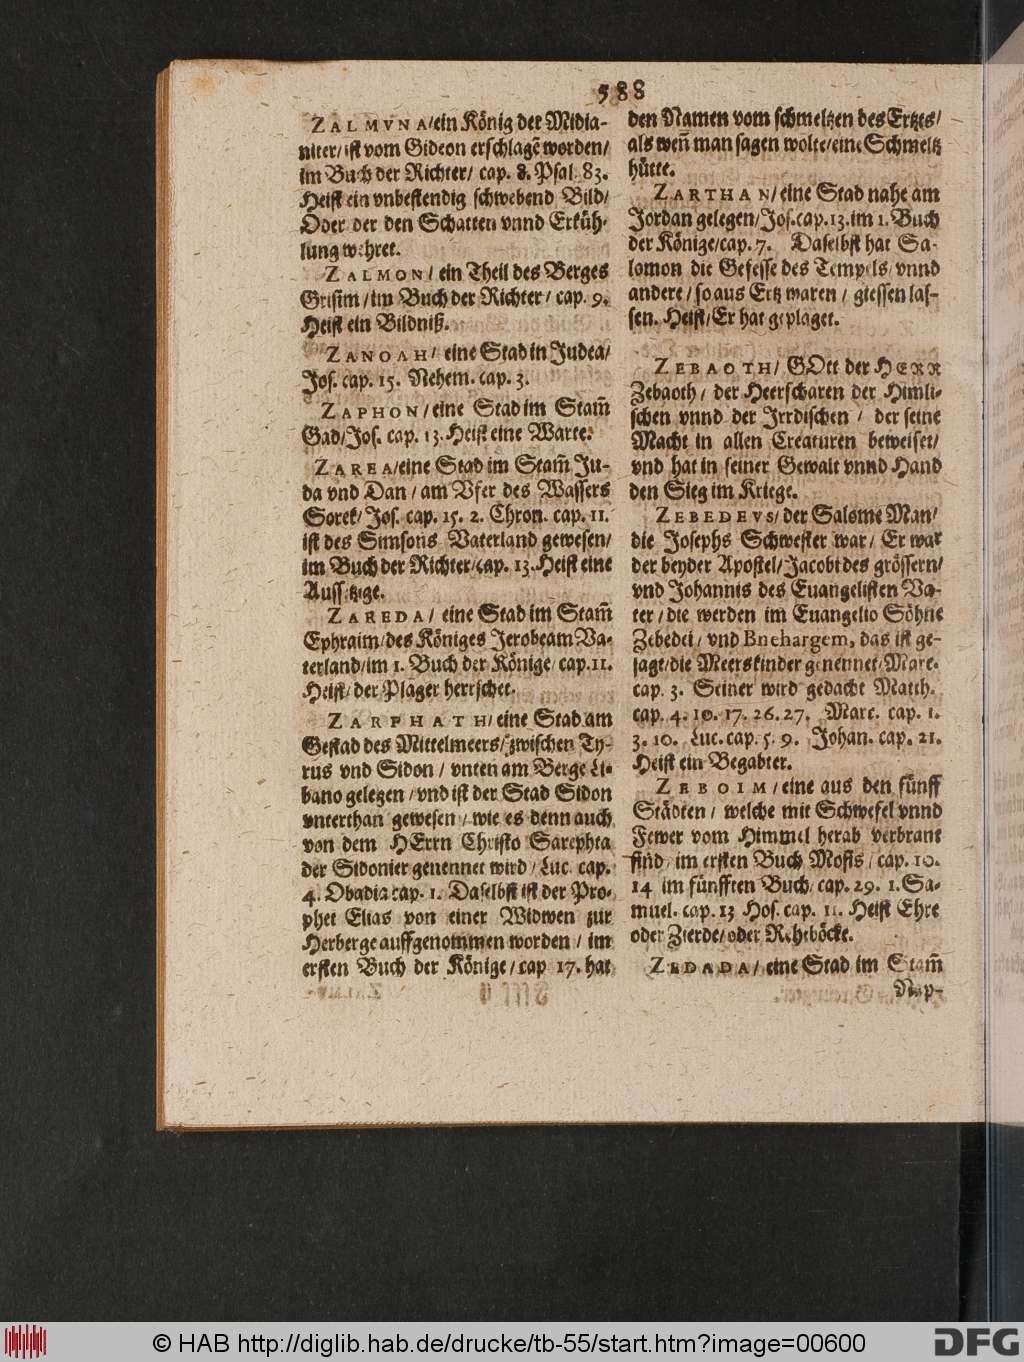 588
ZALMVNA/ein König der Midia-
niter/ist vom Gideon erschlagē worden/
im Buch der Richter/ cap. 8. Psal. 83.
Heist ein vnbestendig schwebend Bild/
Oder der den Schatten vnnd Ertüh-
lung wehret.
ZALMON/ ein Theil des Berges
Grisim/im Buch der Richter/ cap. 9.
Heist ein Bildniß.
ZANOAH/ eine Stad in Judea/
Jos. cap. 15. Nehem. cap. 3.
ZAPHON/eine Stad im Stam̃
Gad/Jos. cap. 13. Heist eine Warte.
ZAREA/eine Stad im Stam̃ Ju-
da vnd Dan/ am Vfer des Wassers
Sorek/Jos. cap. 15. 2. Chron. cap. 11.
ist des Simsons Vaterland gewesen/
im Buch der Richter/cap. 13. Heist eine
Aussetzige.
ZAREDA/ eine Stad im Stam̃
Ephraim/des Königes Jerobeam Va-
terland/im 1. Buch der Könige/cap. 11.
Heist/ der Plager herrschet.
ZARPHATH/eine Stad am
Gestad des Mittelmeers/zwischen Ty-
rus vnd Sidon/ vnten am Berge Li-
bano gelegen/vnd ist der Stad Sidon
vnterthan gewesen/ wie es denn auch
von dem HErrn Christo Sarephta
der Sidonier genennet wird/ Luc. cap.
4. Obadia cap. 1. Daselbst ist der Pro-
phet Elias von einer Widwen zur
Herberge auffgenommen worden/ im
ersten Buch der Könige/cap 17. hat
den Namen vom schmeltzen des Ertzes/
als weñ man sagen wolte/eine Schmeltz
hütte.
ZARTHAN/eine Stad nahe am
Jordan gelegen/Jos.cap.13.im 1. Buch
der Könige/cap. 7. Daselbst hat Sa-
lomon die Gefesse des Tempels/ vnnd
andere/so aus Ertz waren/ giessen las-
sen. Heist/Er hat geplaget.
ZEBAOTH/ GOtt der HERR
Zebaoth/ der Heerscharen der Himli-
schen vnnd der Irrdischen/ der seine
Macht in allen Creaturen beweiset/
vnd hat in seiner Gewalt vnnd Hand
den Sieg im Kriege.
ZEBEDEVS/ der Salome Man/
die Josephs Schwester war/ Er war
der beyder Apostel/Jacobi des grössern/
vnd Johannis des Euangelisten Va-
ter/die werden im Euangelio Söhne
Zebedei/ vnd Bnehargem, das ist ge-
sagt/die Meerskinder genennet/Marc.
cap. 3. Seiner wird gedacht Matth.
cap. 4. 10. 17. 26. 27. Marc. cap. 1.
3. 10. Luc. cap. 5. 9. Johan. cap. 21.
Heist ein Begabter.
ZEBOIM/eine aus den fünff
Städten/ welche mit Schwefel vnnd
Fewer vom Himmel herab verbrant
sind/im ersten Buch Mosis/cap. 10.
14 im fünfften Buch/cap. 29. 1. Sa-
muel. cap. 13 Hos. cap. 11. Heist Ehre
oder Zierde/oder Reheböcke.
ZEDADA/ eine Stad im Stam̃
Nap-
© HAB http://diglib.hab.de/drucke/tb-55/start.htm?image=00600
DFG